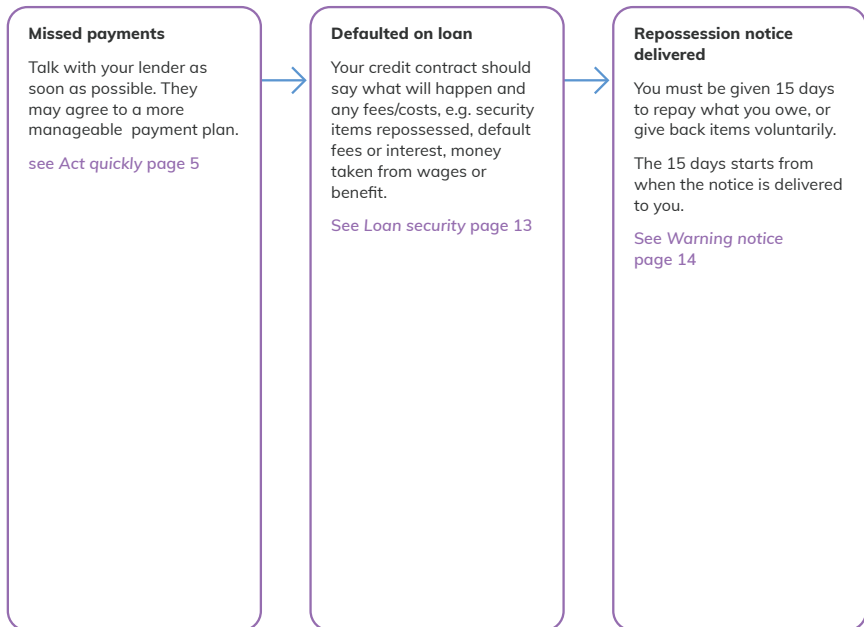 Missed payments
Talk with your lender as
soon as possible. They
may agree to a more
manageable  payment plan.
see Act quickly page 5
Defaulted on loan
Your credit contract should
say what will happen and
any fees/costs, e.g. security
items repossessed, default
fees or interest, money
taken from wages or
benefit.
See Loan security page 13
Repossession notice
delivered
You must be given 15 days
to repay what you owe, or
give back items voluntarily.
The 15 days starts from
when the notice is delivered
to you.
See Warning notice
page 14